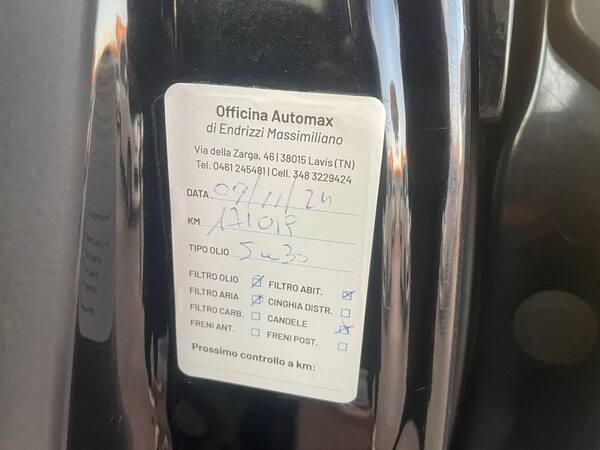 Officina Automax
di Endrizzi Massimiliano
Via della Zarga, 46 | 38015 Lavis (TN)
Tel. 0461 245481 | Cell. 348 3229424
DATA 07/11/24
KM 171019
TIPO OLIO 5w30
FILTRO OLIO FILTRO ABIT.
FILTRO ARIA CINGHIA DISTR.
FILTRO CARB. CANDELE
FRENI ANT. FRENI POST.
Prossimo controllo a km: